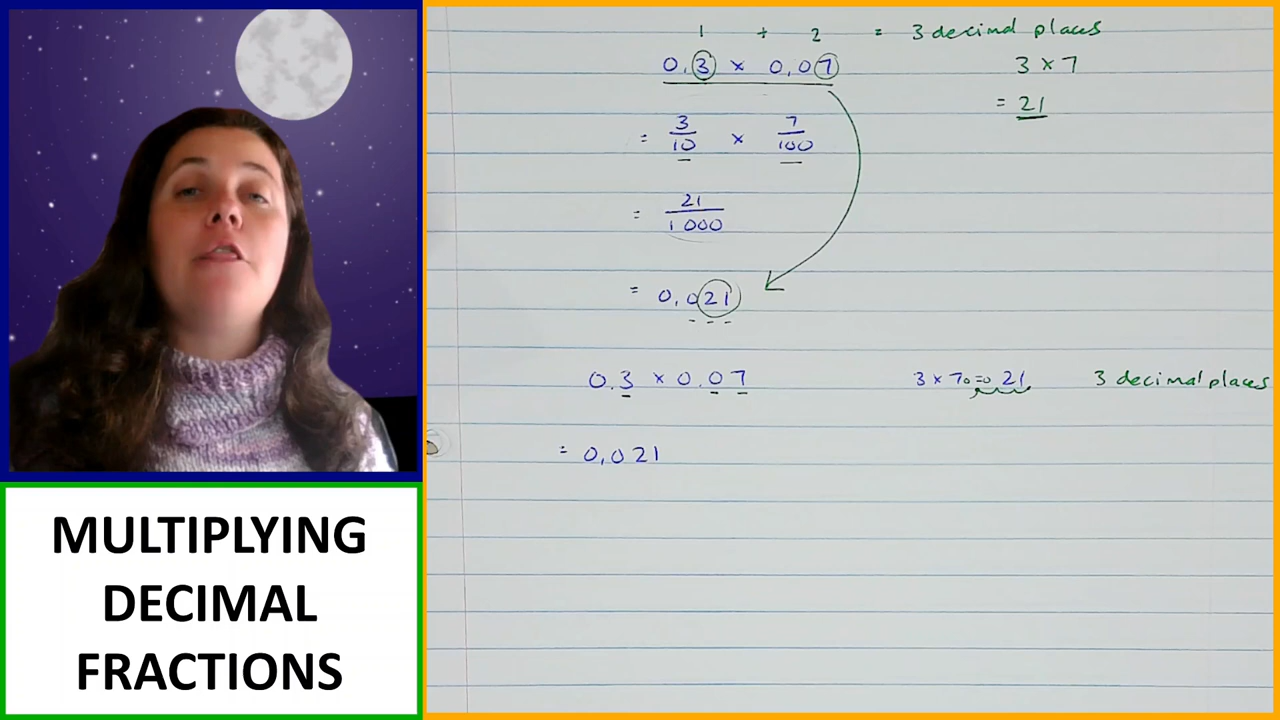 1 + 2 = 3 decimal places
0,3 × 0,07
3 × 7
= 21
= 3/10 × 7/100
= 21/1 000
= 0,021
0.3 × 0.07
3 × 7 = 0 21
3 decimal places
= 0,021
MULTIPLYING
DECIMAL
FRACTIONS